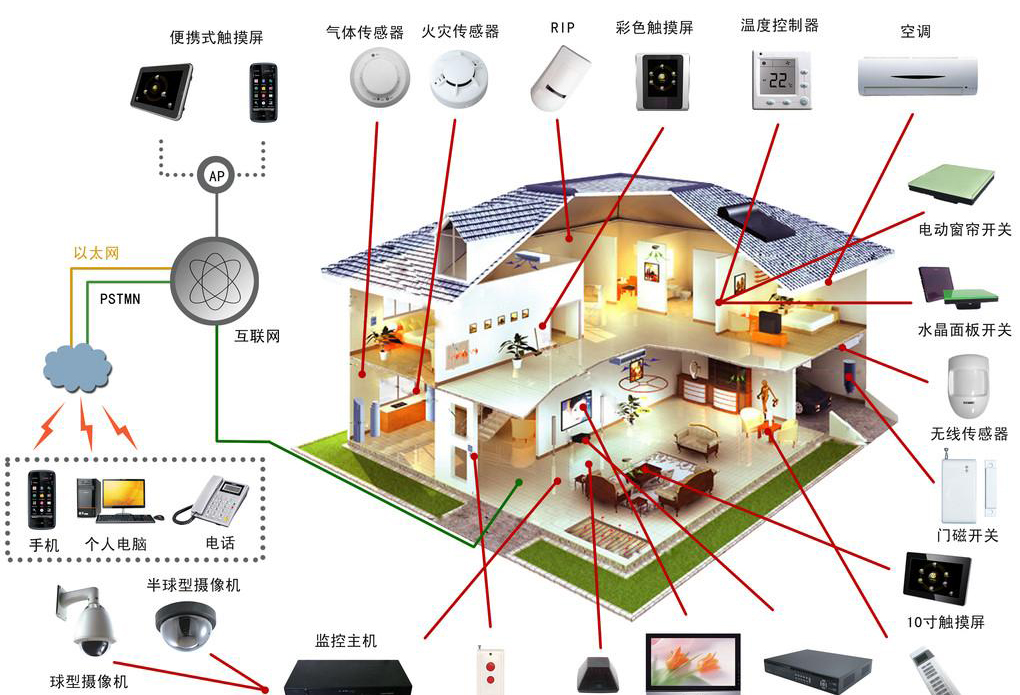 便携式触摸屏
气体传感器
火灾传感器
RIP
彩色触摸屏
温度控制器
空调
22
AP
电动窗帘开关
以太网
PSTMN
互联网
水晶面板开关
无线传感器
手机
个人电脑
电话
门磁开关
半球型摄像机
10寸触摸屏
监控主机
球型摄像机